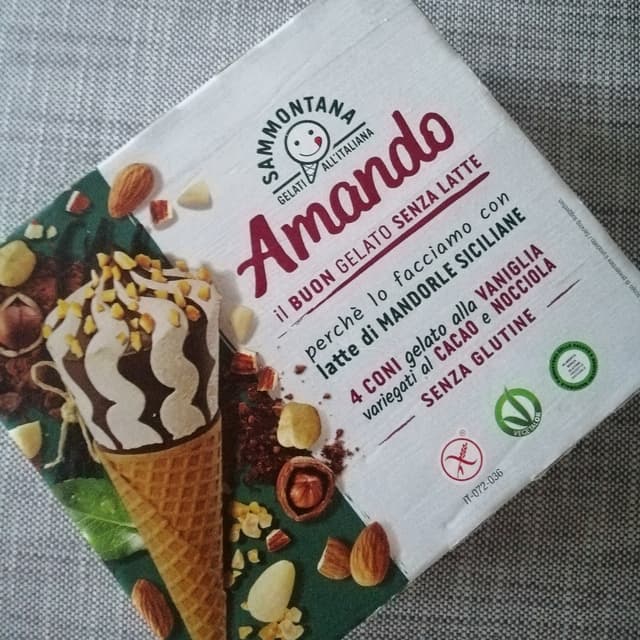 SAMMONTANA
GELATI ALL'ITALIANA
Amando
il BUON GELATO SENZA LATTE
perchè lo facciamo con
latte di MANDORLE SICILIANE
4 CONI gelato alla VANIGLIA
variegati al CACAO e NOCCIOLA
SENZA GLUTINE
IT-072-036